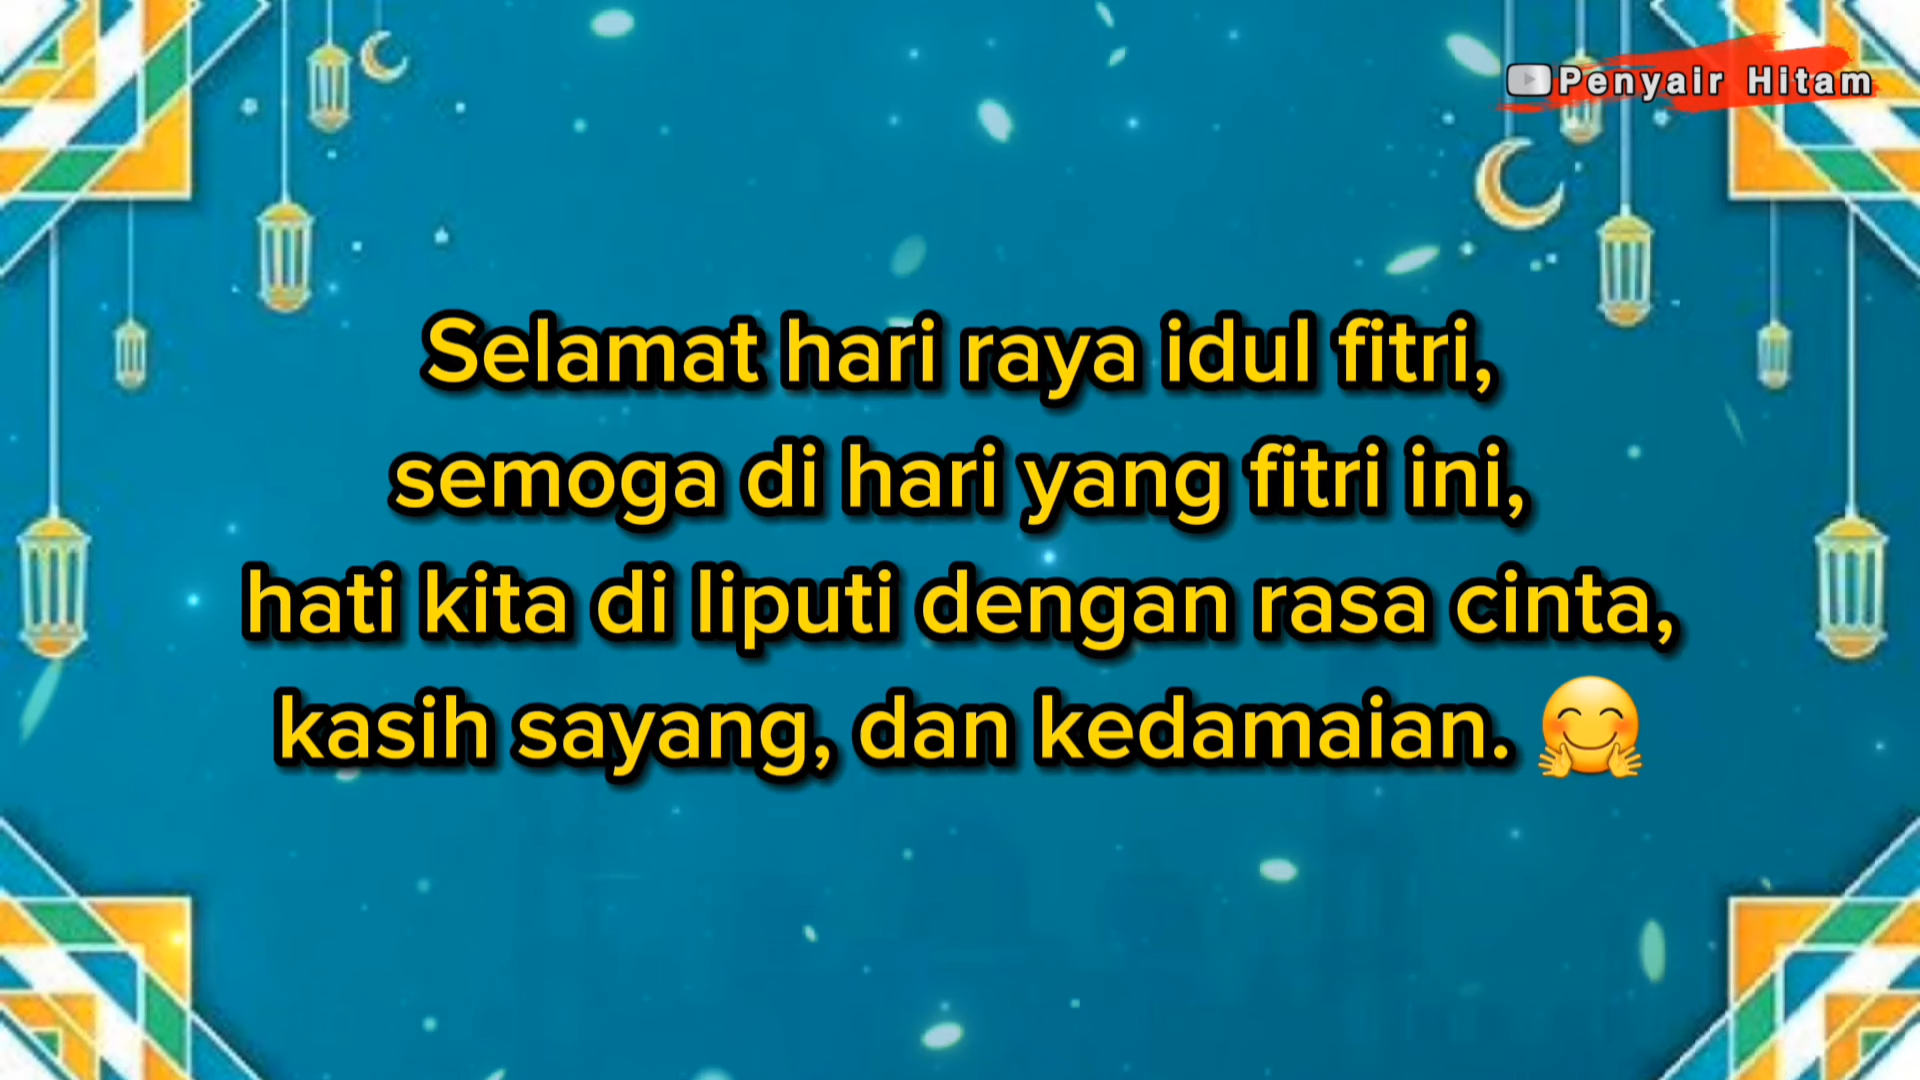 Penyair Hitam
Selamat hari raya idul fitri,
semoga di hari yang fitri ini,
hati kita di liputi dengan rasa cinta,
kasih sayang, dan kedamaian. 🤗